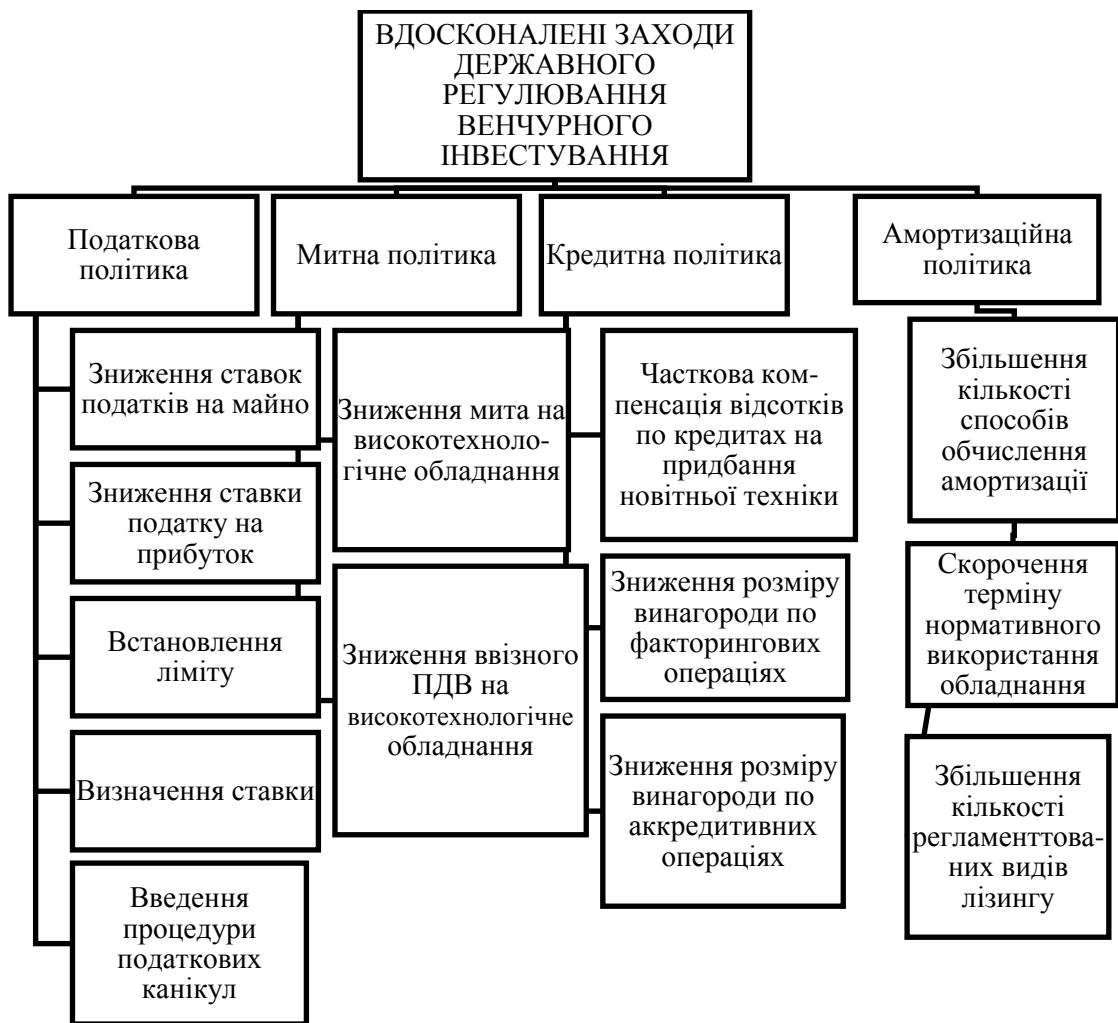 ВДОСКОНАЛЕНІ ЗАХОДИ
ДЕРЖАВНОГО
РЕГУЛЮВАННЯ
ВЕНЧУРНОГО
ІНВЕСТУВАННЯ
Податкова
політика
Митна політика
Кредитна політика
Амортизаційна
політика
Зниження ставок
податків на майно
Зниження ставки
податку на
прибуток
Встановлення
ліміту
Визначення ставки
Введення
процедури
податкових
канікул
Зниження мита на
високотехноло-
гічне обладнання
Зниження ввізного
ПДВ на
високотехнологічне
обладнання
Часткова ком-
пенсація відсотків
по кредитах на
придбання
новітньої техніки
Зниження розміру
винагороди по
факторингових
операціях
Зниження розміру
винагороди по
аккредитивних
операціях
Збільшення
кількості
способів
обчислення
амортизації
Скорочення
терміну
нормативного
використання
обладнання
Збільшення
кількості
регламенттова-
них видів
лізингу